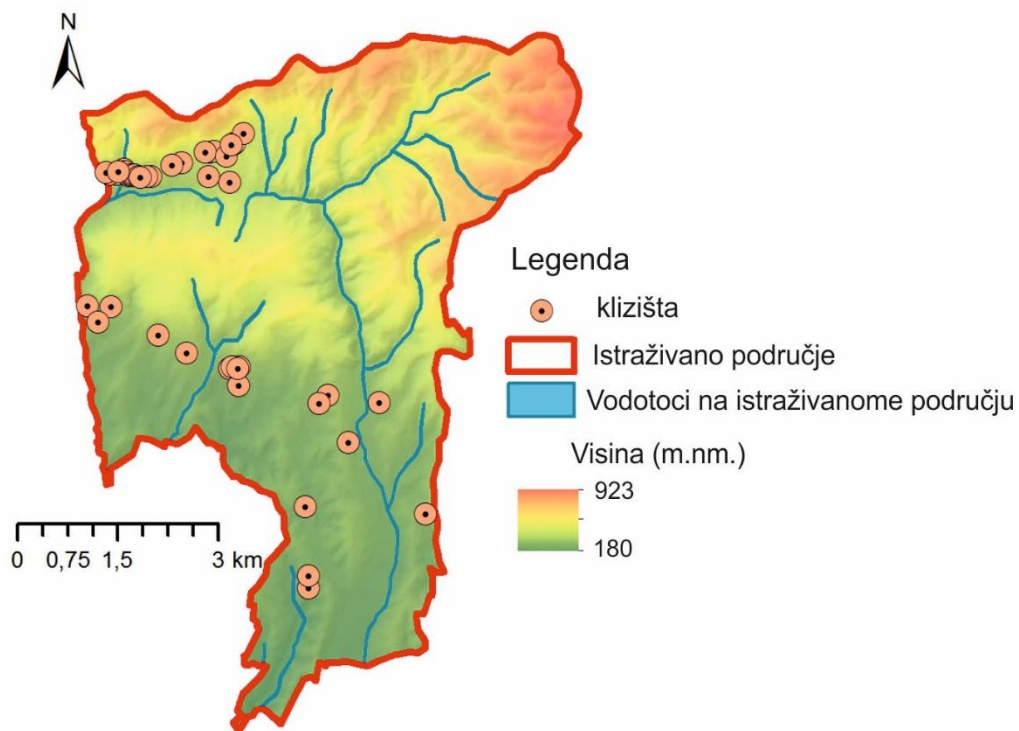 N
Legenda
klizišta
Istraživano područje
Vodotoci na istraživanome području
Visina (m.nm.)
923
180
0 0,75 1,5 3 km